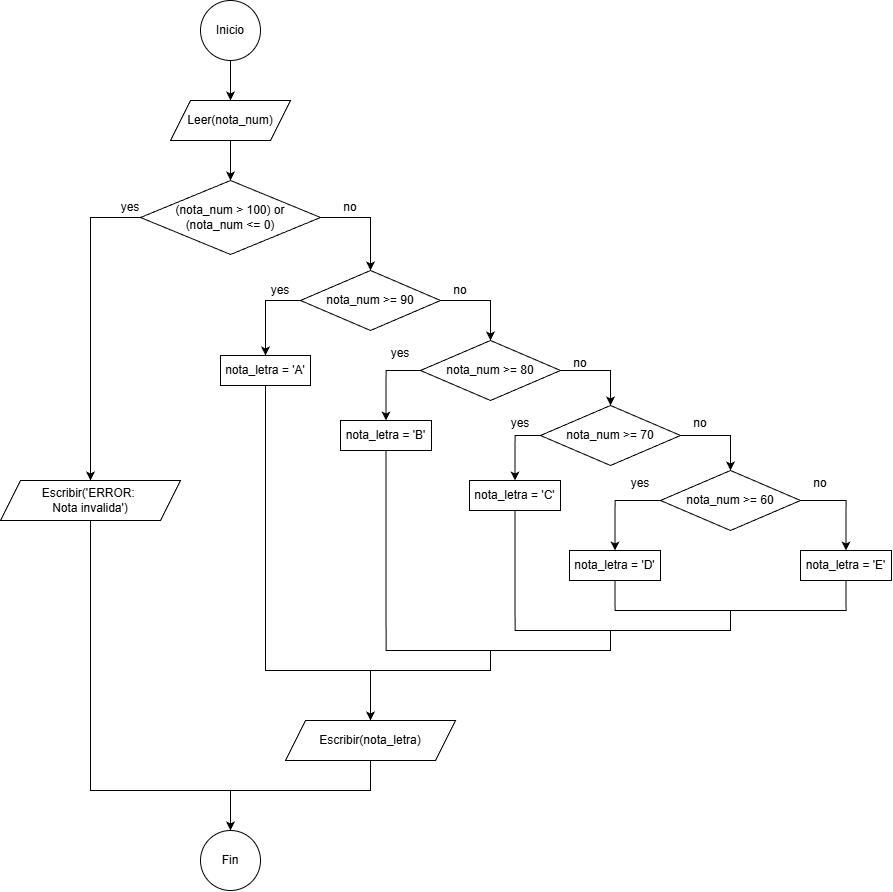 Inicio
Leer(nota_num)
yes
(nota_num > 100) or
(nota_num <= 0)
no
yes
nota_num >= 90
no
nota_letra = 'A'
yes
nota_num >= 80
no
nota_letra = 'B'
yes
nota_num >= 70
no
nota_letra = 'C'
yes
nota_num >= 60
no
nota_letra = 'D'
nota_letra = 'E'
Escribir('ERROR:
Nota invalida')
Escribir(nota_letra)
Fin